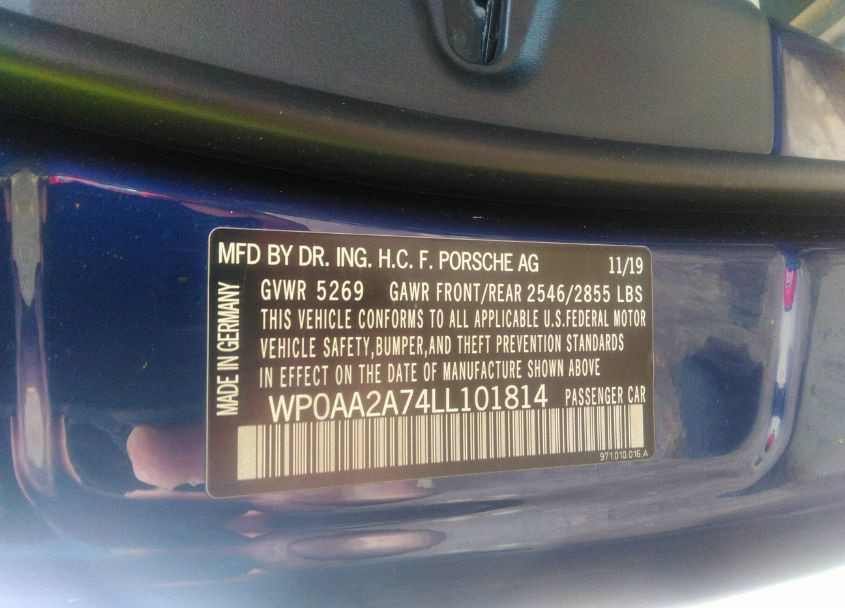 MFD BY DR. ING. H.C. F. PORSCHE AG 11/19
GVWR 5269 GAWR FRONT/REAR 2546/2855 LBS
THIS VEHICLE CONFORMS TO ALL APPLICABLE U.S.FEDERAL MOTOR
VEHICLE SAFETY,BUMPER,AND THEFT PREVENTION STANDARDS
IN EFFECT ON THE DATE OF MANUFACTURE SHOWN ABOVE
WP0AA2A74LL101814 PASSENGER CAR
971.010.016 A
MADE IN GERMANY